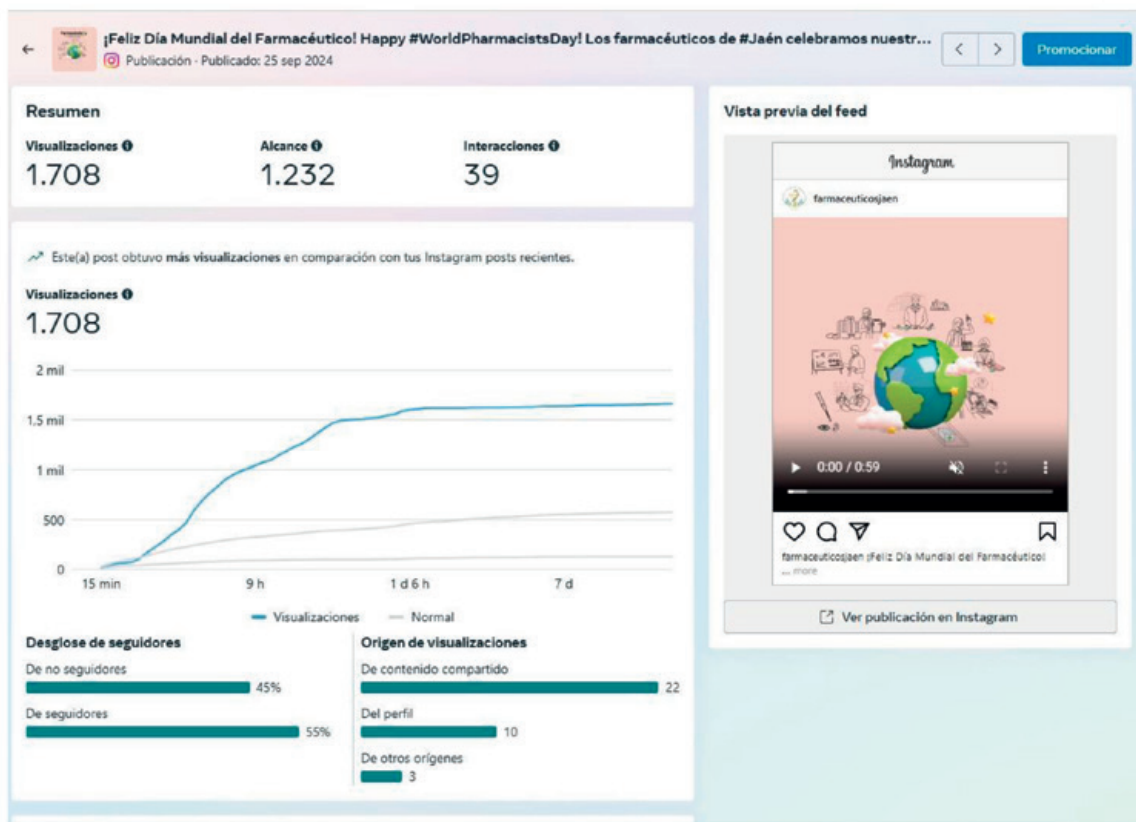 ¡Feliz Día Mundial del Farmacéutico! Happy #WorldPharmacistsDay! Los farmacéuticos de #Jaén celebramos nuestr...
Publicación · Publicado: 25 sep 2024
Promocionar
Resumen
Visualizaciones
Alcance
Interacciones
1.708
1.232
39
Este(a) post obtuvo más visualizaciones en comparación con tus Instagram posts recientes.
Visualizaciones
1.708
2 mil
1.5 mil
1 mil
500
0
15 min
9 h
1 d 6 h
7 d
Visualizaciones
Normal
Desglose de seguidores
De no seguidores
45%
De seguidores
55%
Origen de visualizaciones
De contenido compartido
22
Del perfil
10
De otros orígenes
3
Vista previa del feed
Instagram
farmaceuticosjaen
0:00 / 0:59
farmaceuticosjaen ¡Feliz Día Mundial del Farmacéutico!
... more
Ver publicación en Instagram